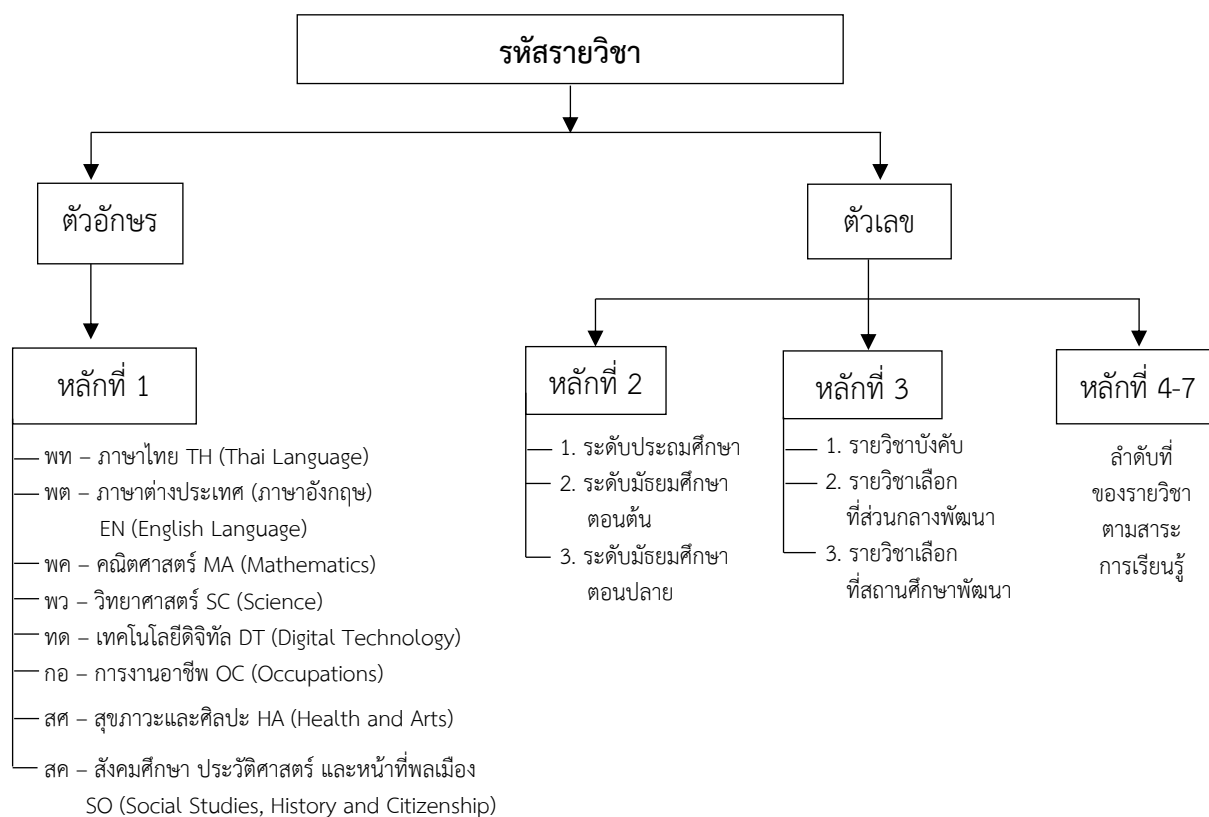 รหัสรายวิชา
ตัวอักษร
ตัวเลข
หลักที่ 1
พท – ภาษาไทย TH (Thai Language)
พต – ภาษาต่างประเทศ (ภาษาอังกฤษ)
EN (English Language)
พค – คณิตศาสตร์ MA (Mathematics)
พว – วิทยาศาสตร์ SC (Science)
ทด – เทคโนโลยีดิจิทัล DT (Digital Technology)
กอ – การงานอาชีพ OC (Occupations)
สศ – สุขภาวะและศิลปะ HA (Health and Arts)
สค – สังคมศึกษา ประวัติศาสตร์ และหน้าที่พลเมือง
SO (Social Studies, History and Citizenship)
หลักที่ 2
1. ระดับประถมศึกษา
2. ระดับมัธยมศึกษา
ตอนต้น
3. ระดับมัธยมศึกษา
ตอนปลาย
หลักที่ 3
1. รายวิชาบังคับ
2. รายวิชาเลือก
ที่ส่วนกลางพัฒนา
3. รายวิชาเลือก
ที่สถานศึกษาพัฒนา
หลักที่ 4-7
ลำดับที่
ของรายวิชา
ตามสาระ
การเรียนรู้